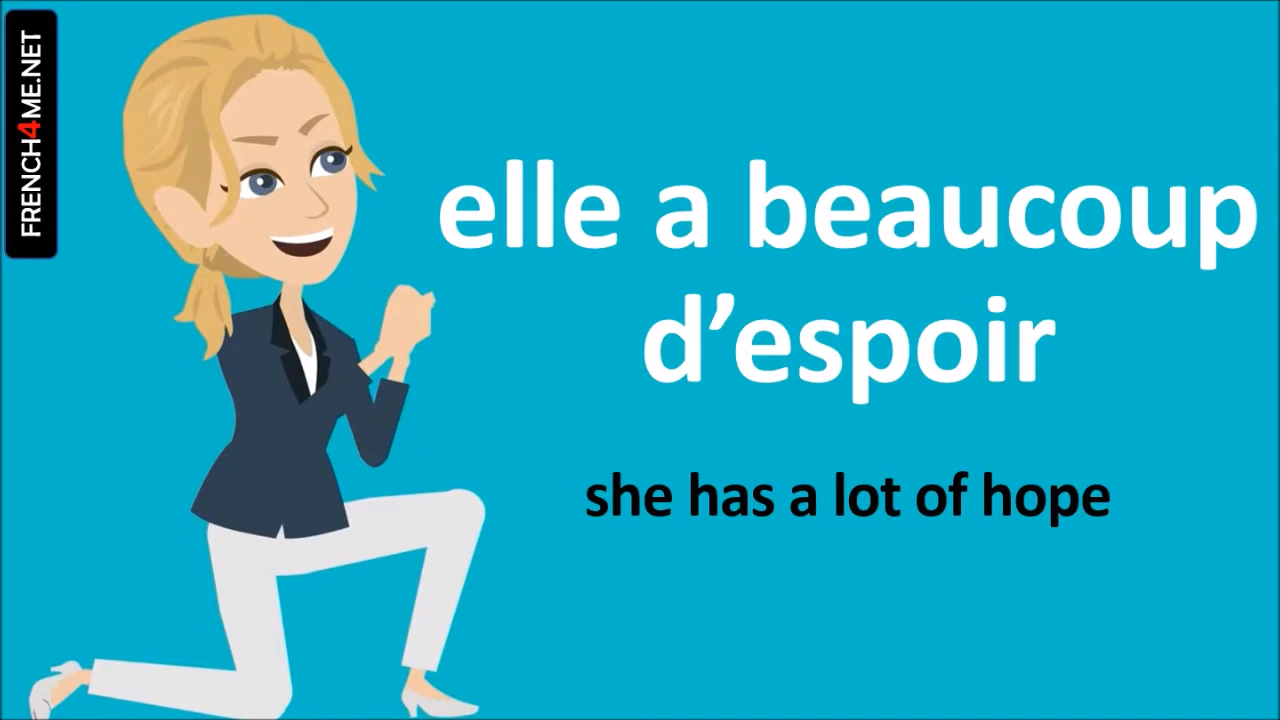 FRENCH4ME.NET
elle a beaucoup
d’espoir
she has a lot of hope